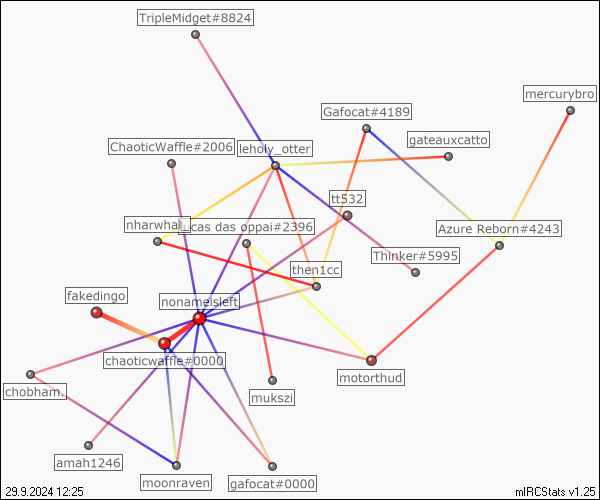 TripleMidget#8824
mercurybro
Gafocat#4189
gateauxcatto
ChaoticWaffle#2006
leholy_otter
tt532
nharwhal
ucas das oppai#2396
Azure Reborn#4243
Thinker#5995
then1cc
fakedingo
nonameisleft
chaoticwaffle#0000
motorthud
chobham.
mukszi
amah1246
moonraven
gafocat#0000
29.9.2024 12:25
mIRCStats v1.25